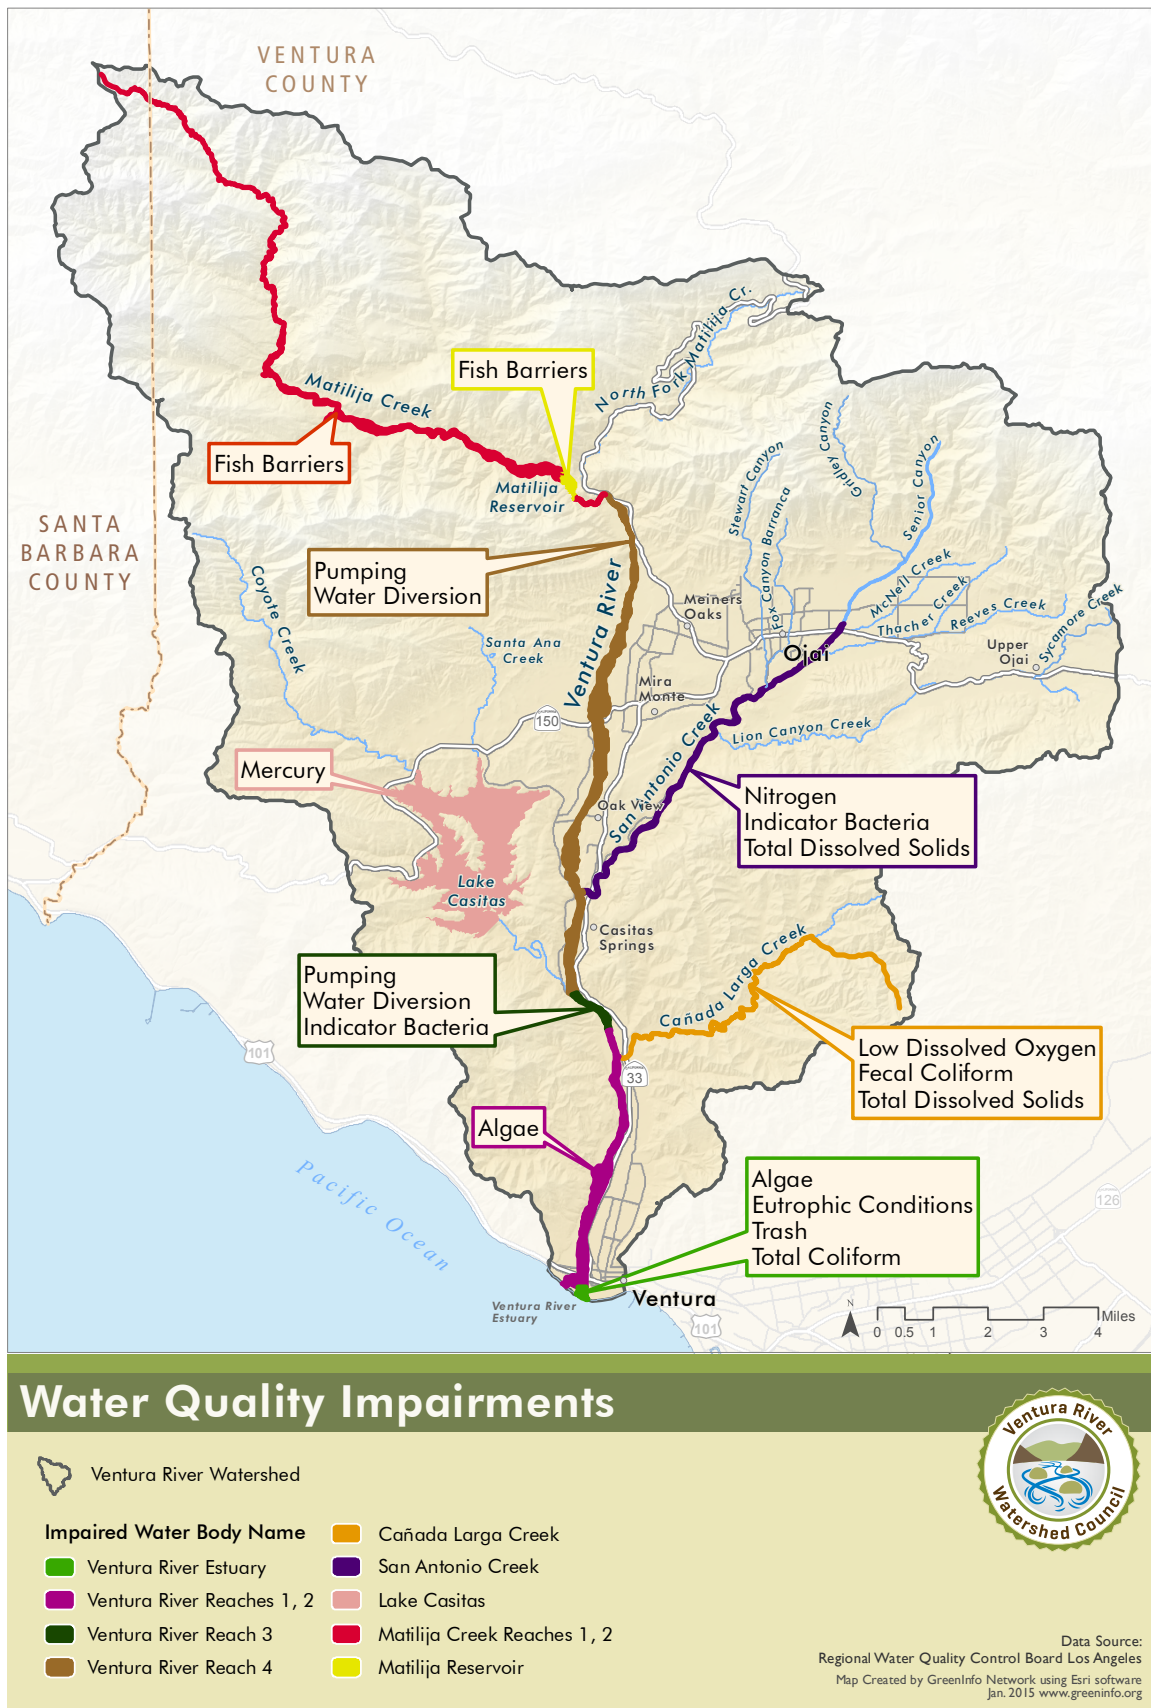 VENTURA
COUNTY
North Fork Matilija Cr.
Fish Barriers
Matilija Creek
Fish Barriers
Matilija
Reservoir
Gridley Canyon
Senior Canyon
Stewart Canyon
Fox Canyon Barranca
SANTA
BARBARA
COUNTY
Pumping
Water Diversion
Coyote Creek
Ventura River
McNell Creek
Thacher Creek
Reeves Creek
Sycamore Creek
Meiners
Oaks
Santa Ana
Creek
Ojai
Upper
Ojai
Mira
Monte
CALIFORNIA
150
San Antonio Creek
Lion Canyon Creek
Mercury
Nitrogen
Indicator Bacteria
Total Dissolved Solids
Oak View
Lake
Casitas
Casitas
Springs
Cañada Larga Creek
Pumping
Water Diversion
Indicator Bacteria
101
CALIFORNIA
33
Low Dissolved Oxygen
Fecal Coliform
Total Dissolved Solids
Algae
Pacific Ocean
Algae
Eutrophic Conditions
Trash
Total Coliform
CALIFORNIA
126
Ventura River
Estuary
Ventura
101
N
0 0.5 1 2 3 4 Miles
Water Quality Impairments
Ventura River
Watershed Council
Ventura River Watershed
Impaired Water Body Name
Ventura River Estuary
Ventura River Reaches 1, 2
Ventura River Reach 3
Ventura River Reach 4
Cañada Larga Creek
San Antonio Creek
Lake Casitas
Matilija Creek Reaches 1, 2
Matilija Reservoir
Data Source:
Regional Water Quality Control Board Los Angeles
Map Created by GreenInfo Network using Esri software
Jan. 2015 www.greeninfo.org